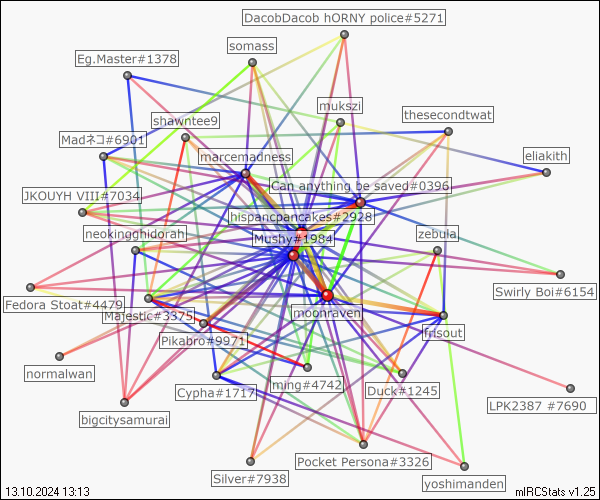 DacobDacob hORNY police#5271
somass
Eg.Master#1378
mukszi
thesecondtwat
shawntee9
Madネコ#6901
marcemadness
eliakith
Can anything be saved#0396
JKOUYH VIII#7034
hispancpancakes#2928
neokingghidorah
Mushy#1984
zebula
Swirly Boi#6154
Fedora Stoat#4479
Majestic#3375
moonraven
frisout
Pikabro#9971
normalwan
Cypha#1717
ming#4742
Duck#1245
LPK2387 #7690
bigcitysamurai
Pocket Persona#3326
Silver#7938
yoshimanden
13.10.2024 13:13
mIRCStats v1.25